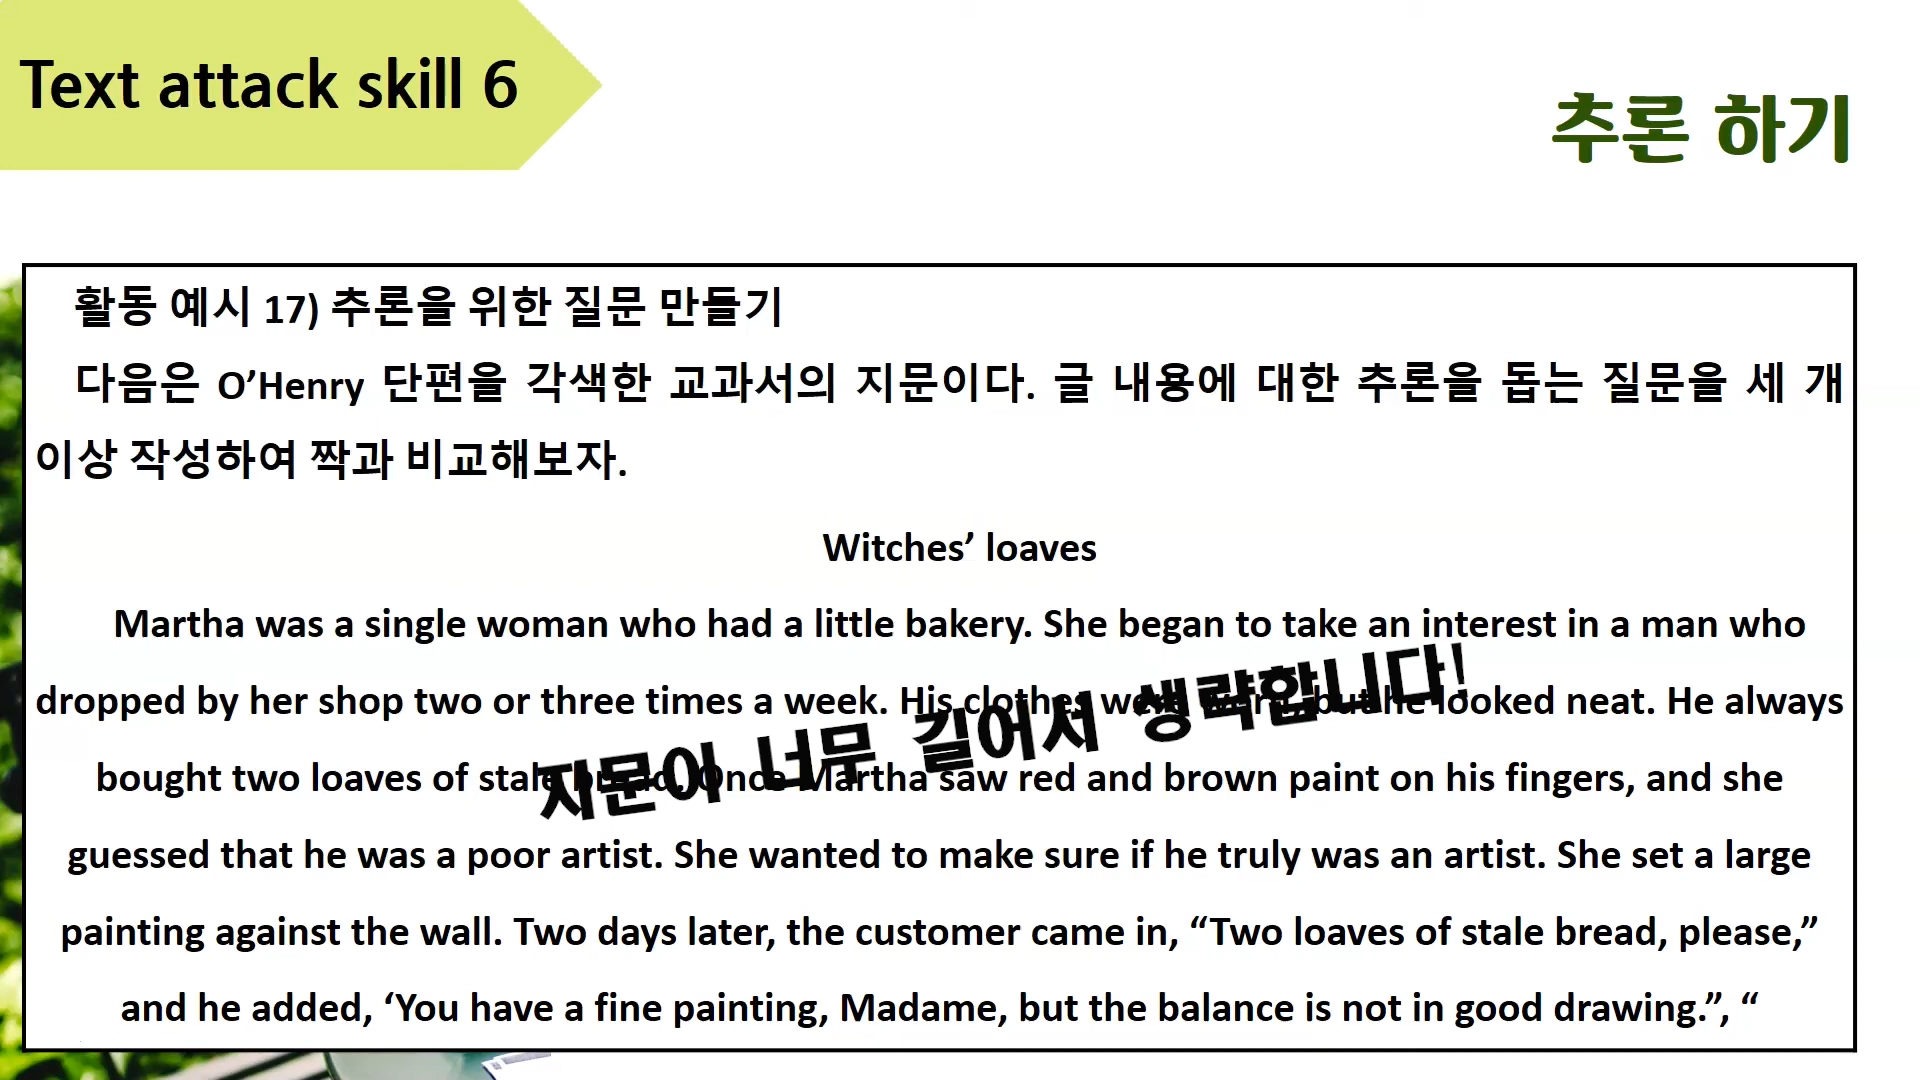 Text attack skill 6
추론 하기
활동 예시 17) 추론을 위한 질문 만들기
다음은 O’Henry 단편을 각색한 교과서의 지문이다. 글 내용에 대한 추론을 돕는 질문을 세 개
이상 작성하여 짝과 비교해보자.
Witches’ loaves
Martha was a single woman who had a little bakery. She began to take an interest in a man who
dropped by her shop two or three times a week. His clothes were but he looked neat. He always
bought two loaves of stale Once Martha saw red and brown paint on his fingers, and she
지문이 너무 길어서 생략합니다!
guessed that he was a poor artist. She wanted to make sure if he truly was an artist. She set a large
painting against the wall. Two days later, the customer came in, “Two loaves of stale bread, please,”
and he added, ‘You have a fine painting, Madame, but the balance is not in good drawing.”, “